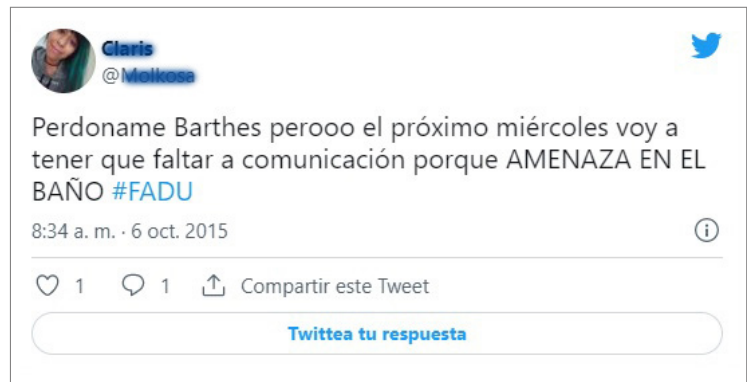 Claris
@Molkosa
Perdoname Barthes perooo el próximo miércoles voy a
tener que faltar a comunicación porque AMENAZA EN EL
BAÑO #FADU
8:34 a. m. · 6 oct. 2015
1 1 Compartir este Tweet
Twittea tu respuesta